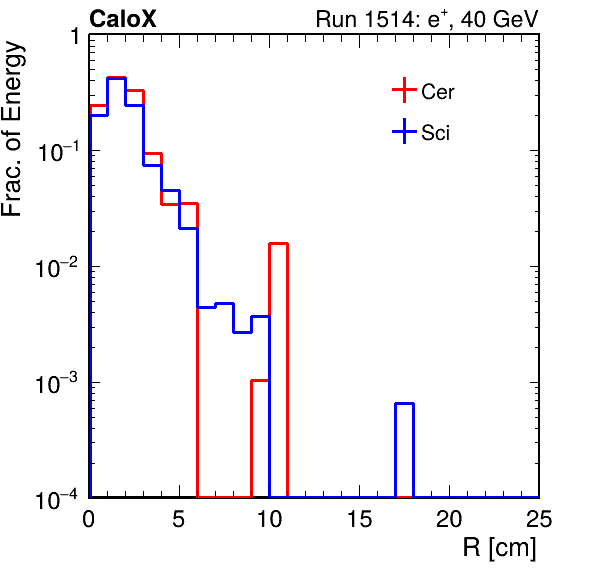 CaloX Run 1514: e⁺, 40 GeV
Frac. of Energy
1
10⁻¹
10⁻²
10⁻³
10⁻⁴
Cer
Sci
0 5 10 15 20 25
R [cm]